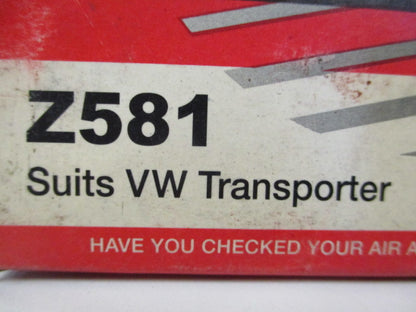 Z581
Suits VW Transporter
HAVE YOU CHECKED YOUR AIR